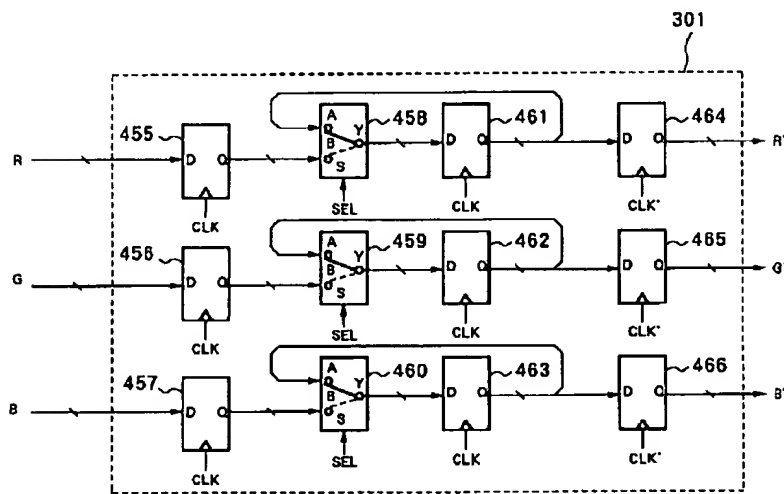 301
455 A 458 461 464
R D Q B Y D Q D Q R'
S
CLK SEL CLK CLK'
456 A 459 462 465
G D Q B Y D Q D Q G'
S
CLK SEL CLK CLK'
457 A 460 463 466
B D Q B Y D Q D Q B'
S
CLK SEL CLK CLK'